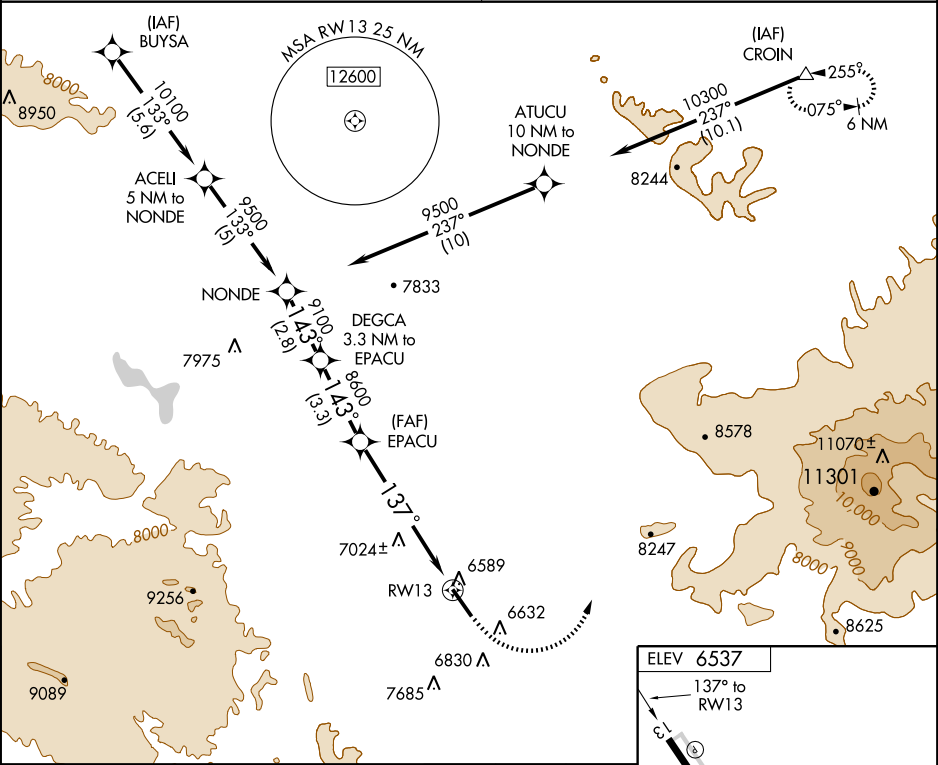 (IAF)
BUYSA
8000
8950
10100
133°
(5.6)
MSA RW13 25 NM
12600
(IAF)
CROIN
255°
075°
6 NM
10300
237°
(10.1)
ATUCU
10 NM to
NONDE
8244
ACELI
5 NM to
NONDE
9500
133°
(5)
9500
237°
(10)
7833
NONDE
9100
143°
(2.8)
DEGCA
3.3 NM to
EPACU
7975
8600
143°
(3.3)
(FAF)
EPACU
8578
11070±
11301
10,000
137°
8000
7024±
8247
9000
8000
6589
RW13
9256
6632
8625
6830
9089
7685
ELEV 6537
137° to
RW13
13
P